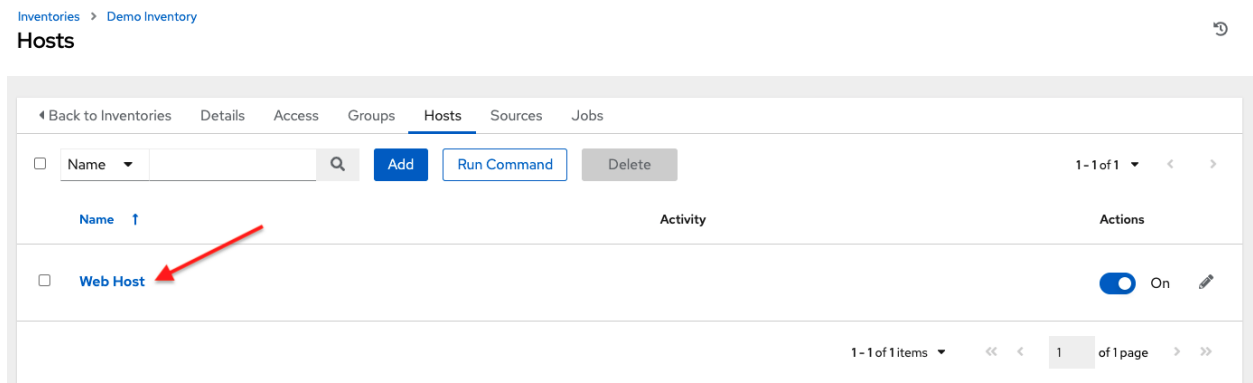 Inventories > Demo Inventory
Hosts
Back to Inventories Details Access Groups Hosts Sources Jobs
Name Add Run Command Delete 1 - 1 of 1
Name Activity Actions
Web Host On
1 - 1 of 1 items 1 of 1 page